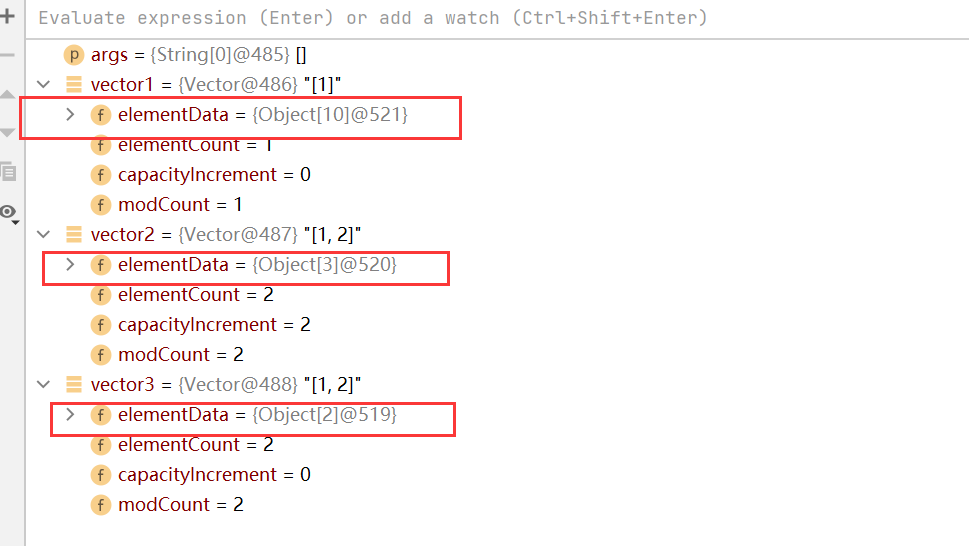 Evaluate expression (Enter) or add a watch (Ctrl+Shift+Enter)
p args = {String[0]@485} []
vector1 = {Vector@486} "[1]"
f elementData = {Object[10]@521}
f elementCount = 1
f capacityIncrement = 0
f modCount = 1
vector2 = {Vector@487} "[1, 2]"
f elementData = {Object[3]@520}
f elementCount = 2
f capacityIncrement = 2
f modCount = 2
vector3 = {Vector@488} "[1, 2]"
f elementData = {Object[2]@519}
f elementCount = 2
f capacityIncrement = 0
f modCount = 2